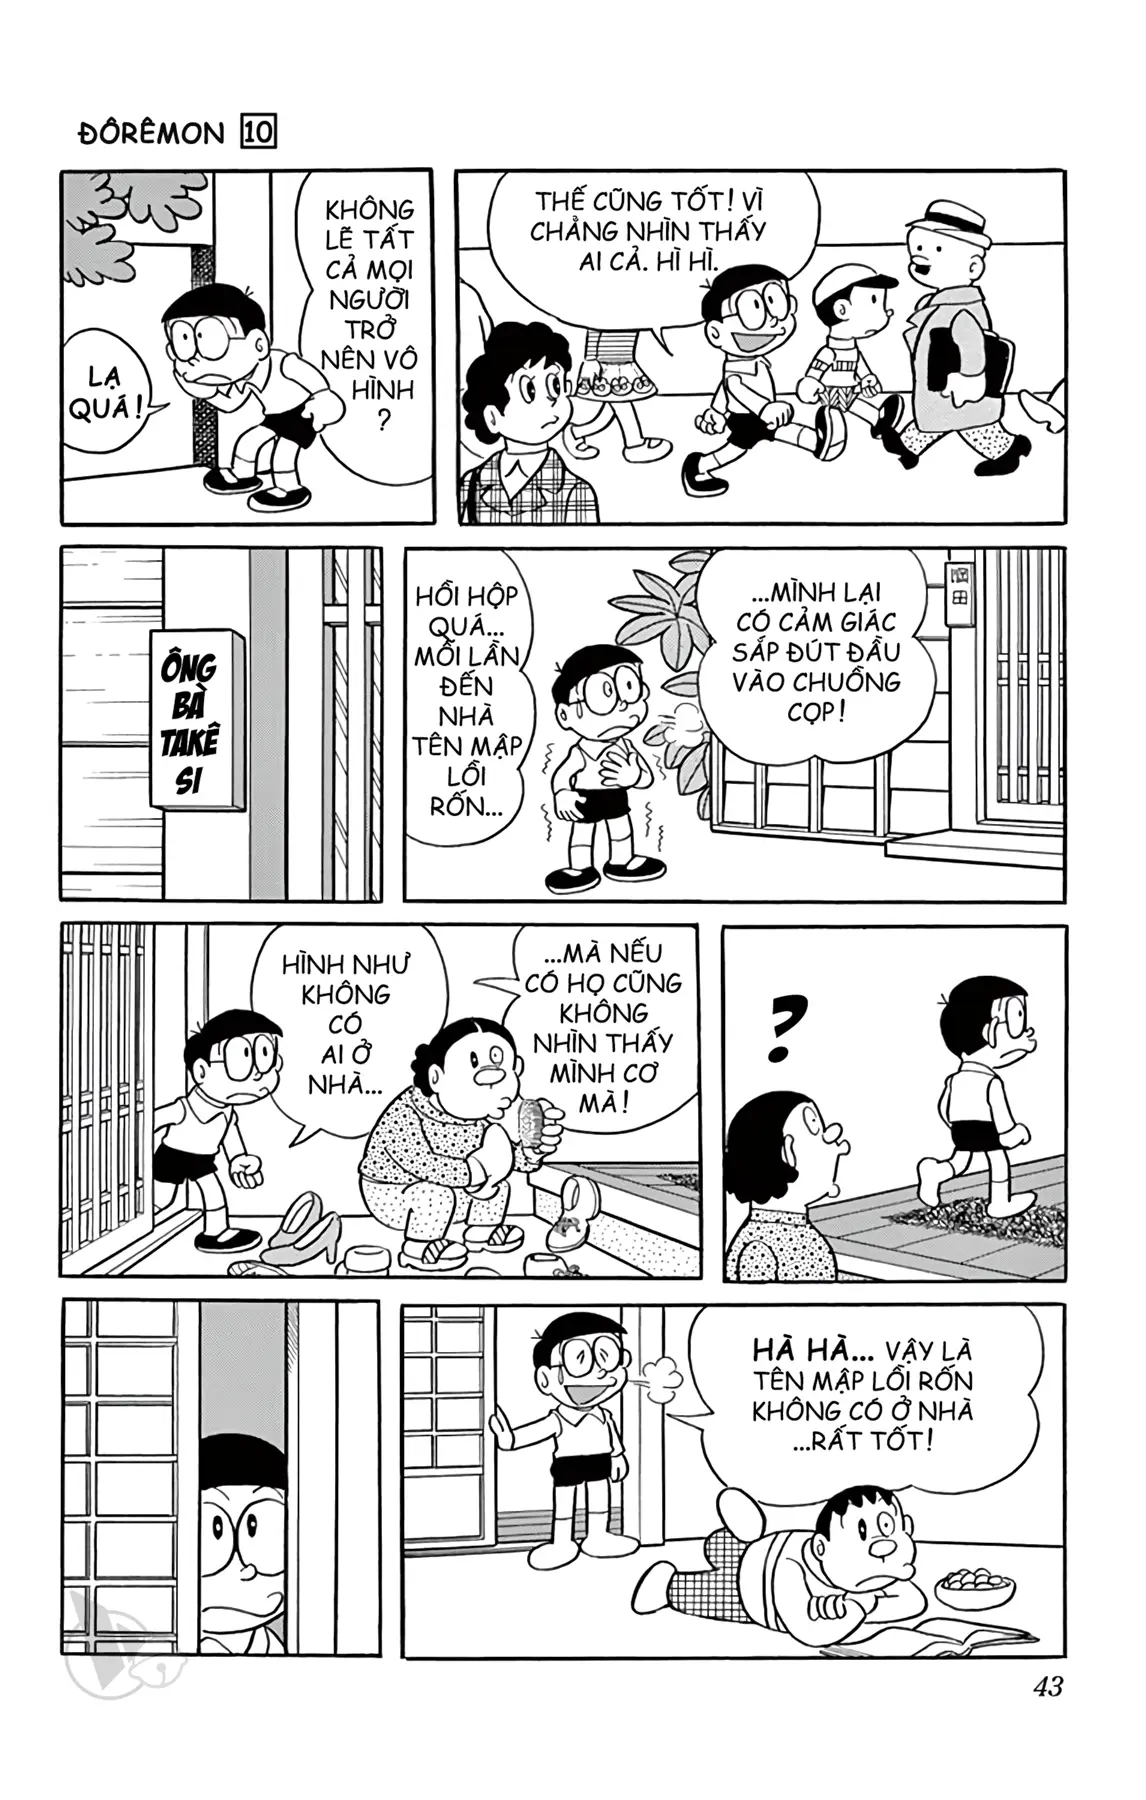 ĐÔRÊMON 10
KHÔNG
LẼ TẤT
CẢ MỌI
NGƯỜI
TRỞ
NÊN VÔ
HÌNH
?
LẠ
QUÁ!
THẾ CŨNG TỐT! VÌ
CHẲNG NHÌN THẤY
AI CẢ. HÌ HÌ.
ÔNG
BÀ
TAKÊ
SI
HỒI HỘP
QUÁ...
MỖI LẦN
ĐẾN
NHÀ
TÊN MẬP
LỒI
RỐN...
...MÌNH LẠI
CÓ CẢM GIÁC
SẮP ĐÚT ĐẦU
VÀO CHUỒNG
CỌP!
HÌNH NHƯ
KHÔNG
CÓ
AI Ở
NHÀ...
...MÀ NẾU
CÓ HỌ CŨNG
KHÔNG
NHÌN THẤY
MÌNH CƠ
MÀ!
?
HÀ HÀ... VẬY LÀ
TÊN MẬP LỒI RỐN
KHÔNG CÓ Ở NHÀ
...RẤT TỐT!
43